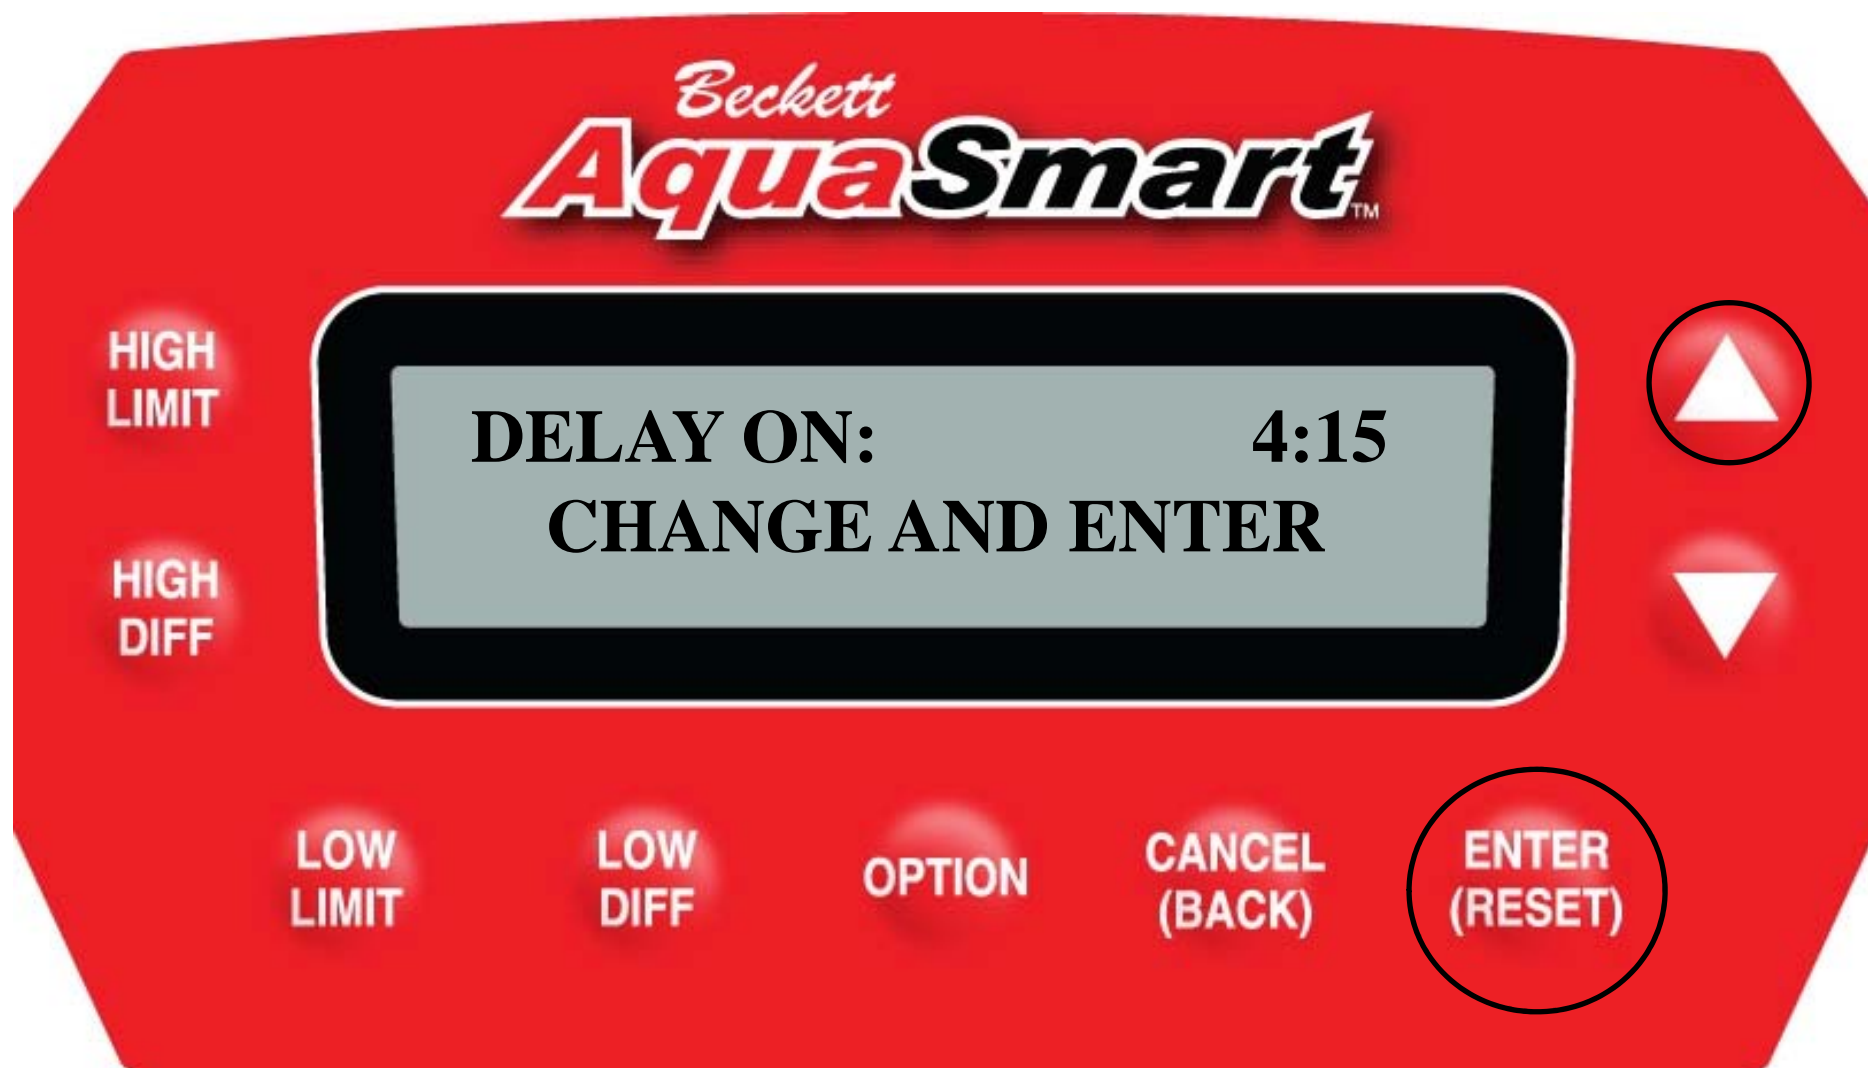 Beckett
AquaSmart™
HIGH
LIMIT
DELAY ON: 4:15
CHANGE AND ENTER
HIGH
DIFF
LOW
LIMIT
LOW
DIFF
OPTION
CANCEL
(BACK)
ENTER
(RESET)